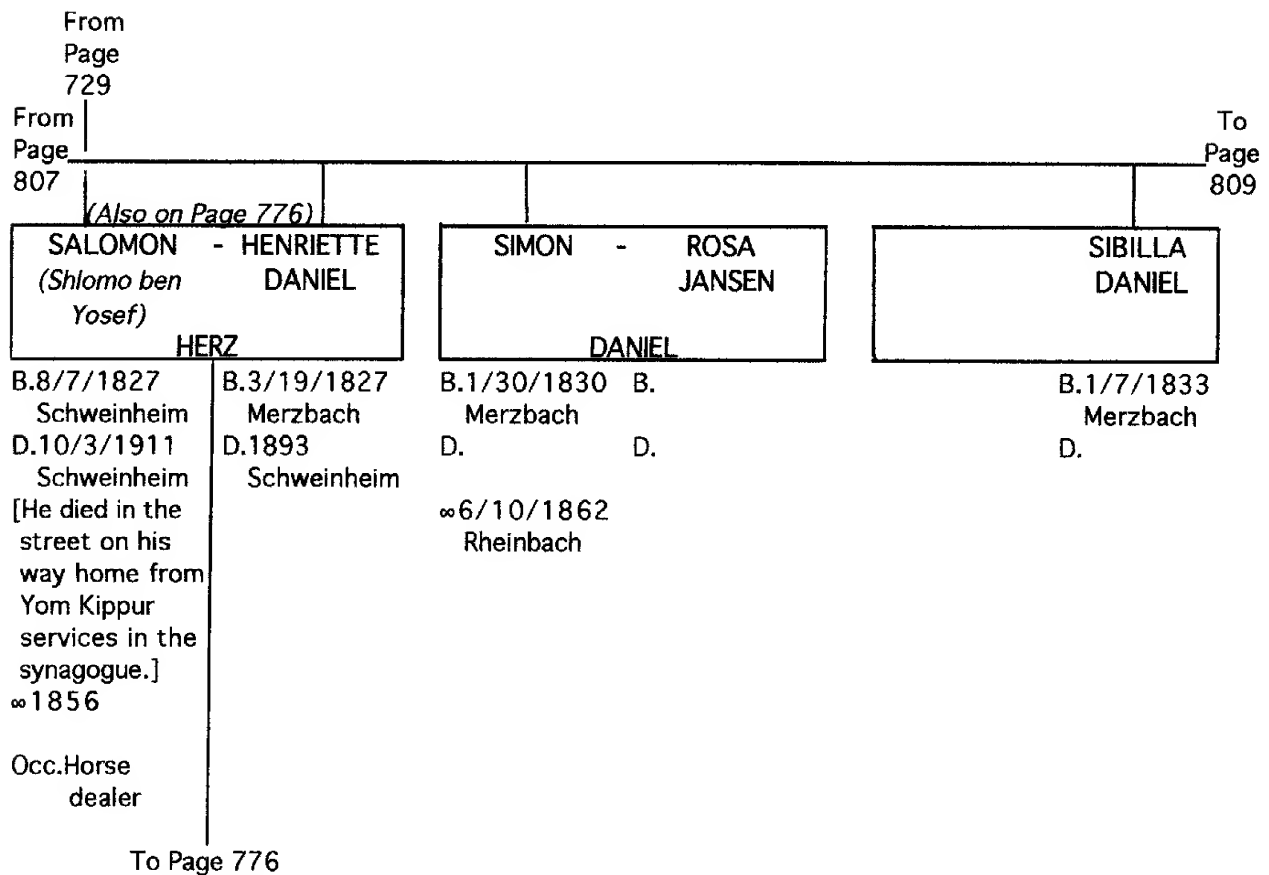 From
Page
729
From
Page
807
To
Page
809
(Also on Page 776)
SALOMON - HENRIETTE
(Shlomo ben DANIEL
Yosef)
HERZ
B.8/7/1827 B.3/19/1827
Schweinheim Merzbach
D.10/3/1911 D.1893
Schweinheim Schweinheim
[He died in the
street on his
way home from
Yom Kippur
services in the
synagogue.]
∞1856
Occ.Horse
dealer
To Page 776
SIMON - ROSA
JANSEN
DANIEL
B.1/30/1830 B.
Merzbach
D. D.
∞6/10/1862
Rheinbach
SIBILLA
DANIEL
B.1/7/1833
Merzbach
D.